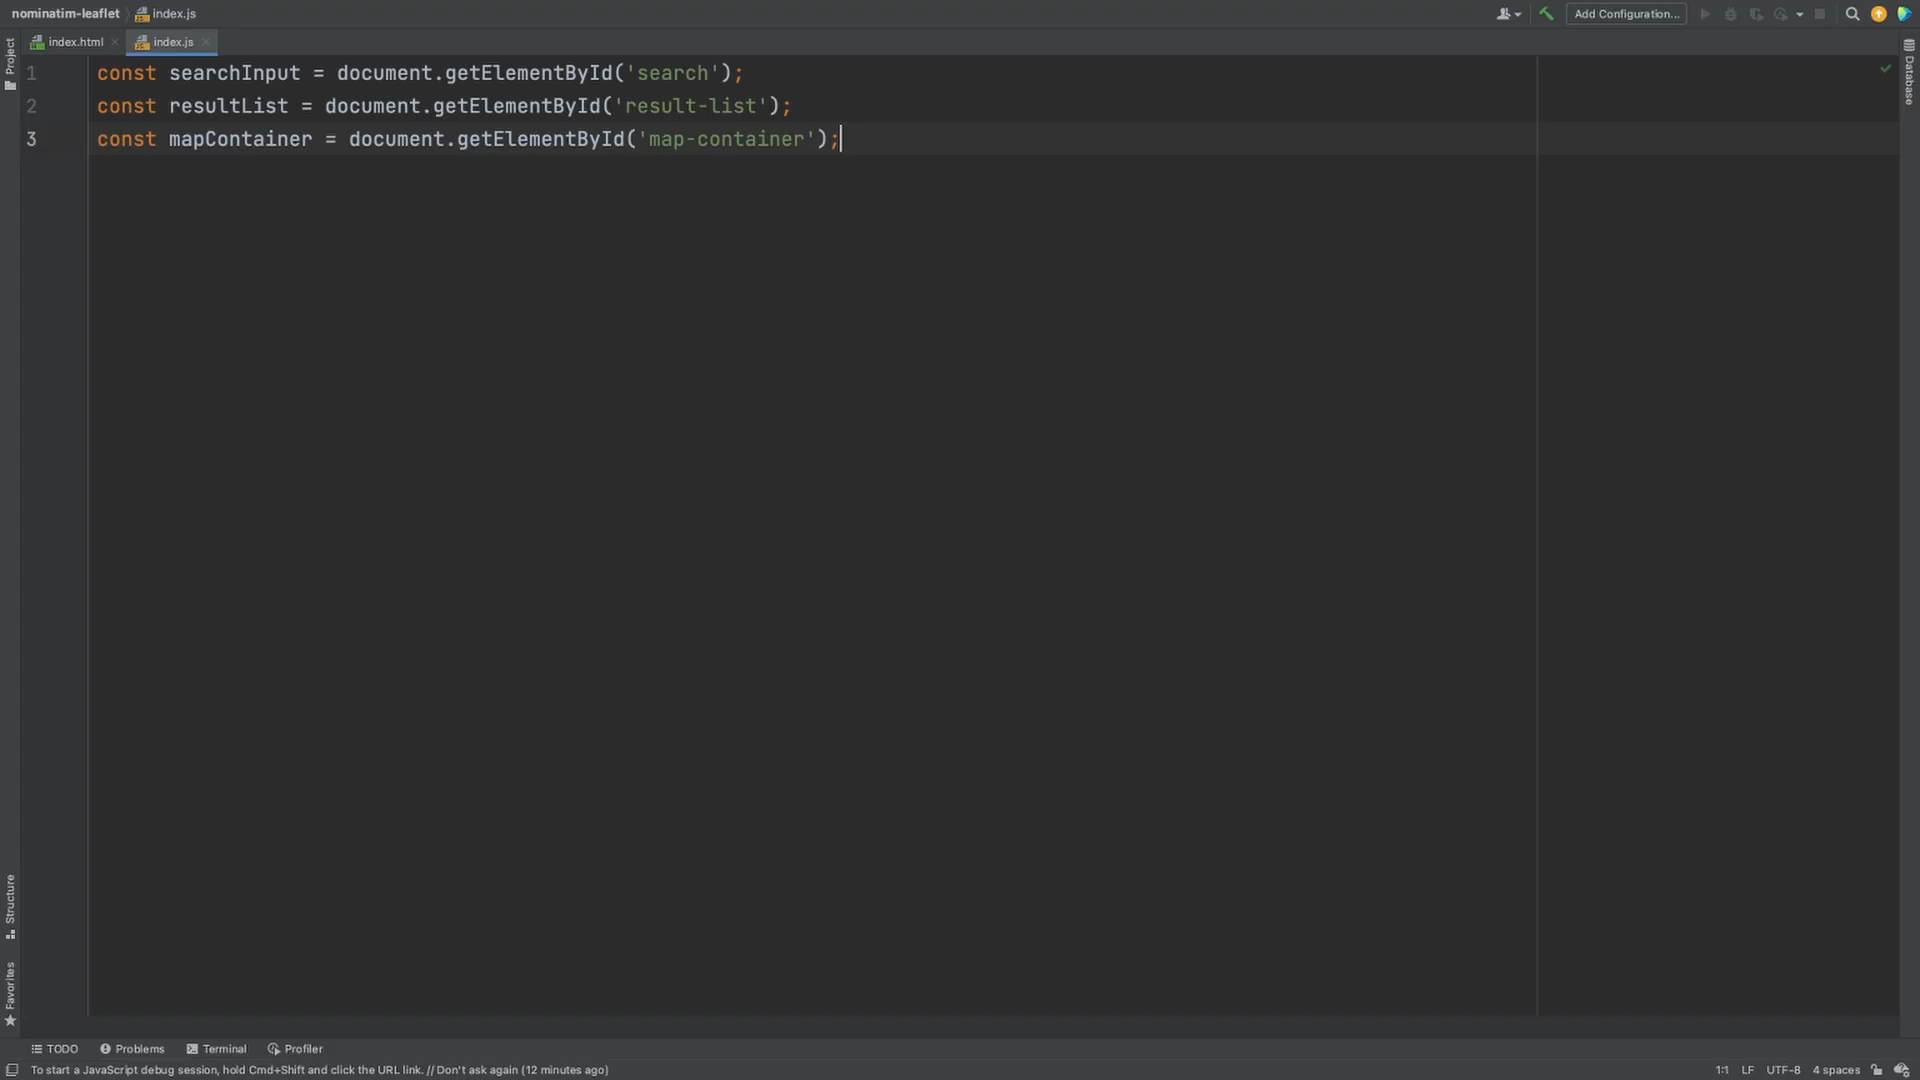 nominatim-leaflet index.js
Add Configuration...
index.html
index.js
Project
Database
1 const searchInput = document.getElementById('search');
2 const resultList = document.getElementById('result-list');
3 const mapContainer = document.getElementById('map-container');
Structure
Favorites
TODO Problems Terminal Profiler
To start a JavaScript debug session, hold Cmd+Shift and click the URL link. // Don't ask again (12 minutes ago)
1:1 LF UTF-8 4 spaces